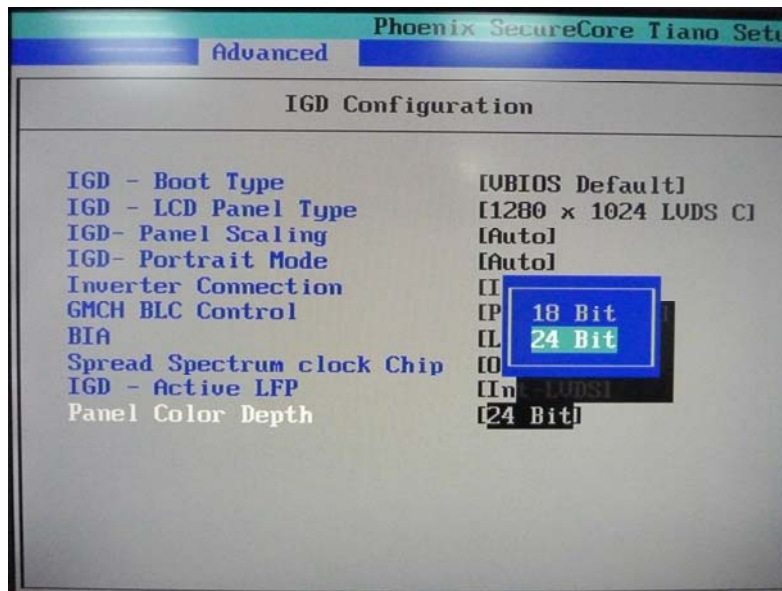 Phoenix SecureCore Tiano Setu
Advanced
IGD Configuration
IGD - Boot Type [VBIOS Default]
IGD - LCD Panel Type [1280 x 1024 LVDS C]
IGD- Panel Scaling [Auto]
IGD- Portrait Mode [Auto]
Inverter Connection [I
GMCH BLC Control [P
BIA [L
Spread Spectrum clock Chip [O
IGD - Active LFP [Int-LVDS]
Panel Color Depth [24 Bit]
18 Bit
24 Bit